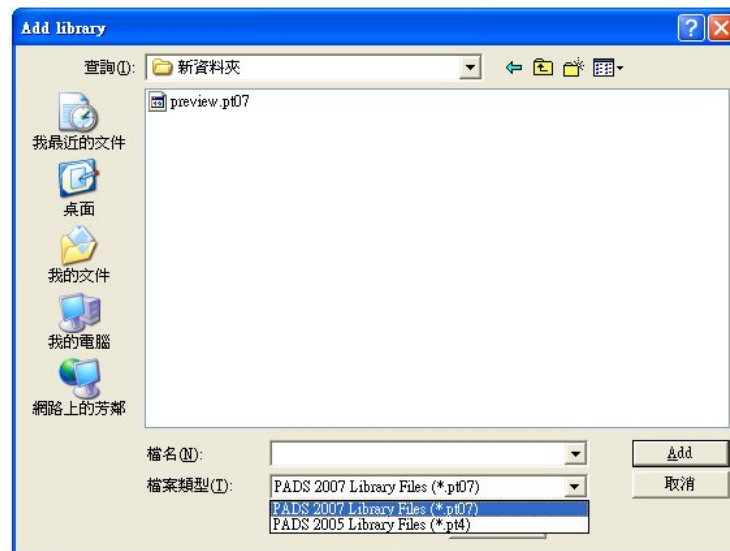 Add library
查詢(I):
新資料夾
preview.pt07
我最近的文件
桌面
我的文件
我的電腦
網路上的芳鄰
檔名(N):
Add
檔案類型(T):
PADS 2007 Library Files (*.pt07)
取消
PADS 2007 Library Files (*.pt07)
PADS 2005 Library Files (*.pt4)